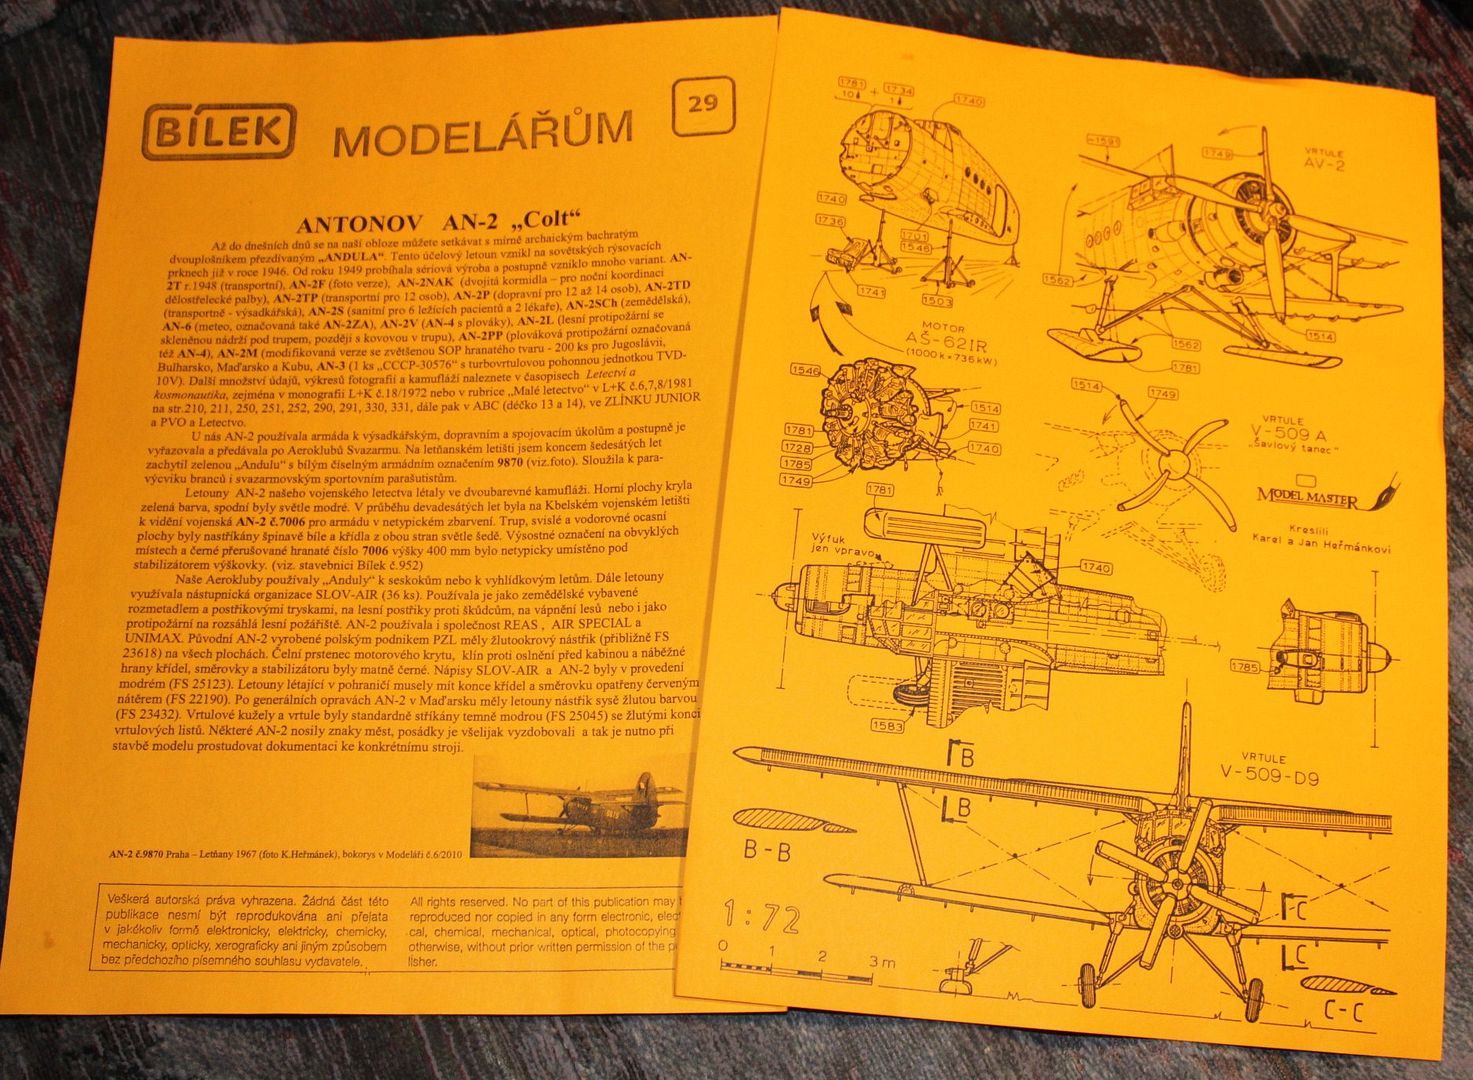 BÍLEK MODELÁŘŮM 29
ANTONOV AN-2 „Colt“
Až do dnešních dnů se na naší obloze můžete setkávat s mírně archaickým bachratým
dvouplošníkem přezdívaným „ANDULA“. Tento účelový letoun vznikl na sovětských rýsovacích
prknech již v roce 1946. Od roku 1949 probíhala sériová výroba a postupně vzniklo mnoho variant. AN-
2T r.1948 (transportní), AN-2F (foto verze), AN-2NAK (dvojitá kormidla – pro noční koordinaci
dělostřelecké palby), AN-2TP (transportní pro 12 osob), AN-2P (dopravní pro 12 až 14 osob), AN-2TD
(transportně - výsadkářská), AN-2S (sanitní pro 6 ležících pacientů a 2 lékaře), AN-2SCh (zemědělská),
AN-6 (meteo, označovaná také AN-2ZA), AN-2V (AN-4 s plováky), AN-2L (lesní protipožární se
skleněnou nádrží pod trupem, později s kovovou v trupu), AN-2PP (plováková protipožární označovaná
též AN-4), AN-2M (modifikovaná verze se zvětšenou SOP hranatého tvaru - 200 ks pro Jugoslávii,
Bulharsko, Maďarsko a Kubu, AN-3 (1 ks „CCCP-30576“ s turbovrtulovou pohonnou jednotkou TVD-
10V). Další množství údajů, výkresů fotografii a kamufláží naleznete v časopisech Letectví a
kosmonautika, zejména v monografii L+K č.18/1972 nebo v rubrice „Malé letectvo“ v L+K č.6,7,8/1981
na str.210, 211, 250, 251, 252, 290, 291, 330, 331, dále pak v ABC (déčko 13 a 14), ve ZLÍNKU JUNIOR
a PVO a Letectvo.
U nás AN-2 používala armáda k výsadkářským, dopravním a spojovacím úkolům a postupně je
vyřazovala a předávala po Aeroklubů Svazarmu. Na letňanském letišti jsem koncem šedesátých let
zachytil zelenou „Andulu“ s bílým číselným armádním označením 9870 (viz.foto). Sloužila k para-
výcviku branců i svazarmovským sportovním parašutistům.
Letouny AN-2 našeho vojenského letectva létaly ve dvoubarevné kamufláži. Horní plochy kryla
zelená barva, spodní byly světle modré. V průběhu devadesátých let byla na Kbelském vojenském letišti
k vidění vojenská AN-2 č.7006 pro armádu v netypickém zbarvení. Trup, svislé a vodorovné ocasní
plochy byly nastříkány špinavě bíle a křídla z obou stran světle šedě. Výsostné označení na obvyklých
místech a černé přerušované hranaté číslo 7006 výšky 400 mm bylo netypicky umístěno pod
stabilizátorem výškovky. (viz. stavebnici Bílek č.952)
Naše Aerokluby používaly „Anduly“ k seskokům nebo k vyhlídkovým letům. Dále letouny
využívala nástupnická organizace SLOV-AIR (36 ks). Používala je jako zemědělské vybavené
rozmetadlem a postřikovými tryskami, na lesní postřiky proti škůdcům, na vápnění lesů nebo i jako
protipožární na rozsáhlá lesní požářiště. AN-2 používala i společnost REAS , AIR SPECIAL a
UNIMAX. Původní AN-2 vyrobené polským podnikem PZL měly žlutookrový nástřik (přibližně FS
23618) na všech plochách. Čelní prstenec motorového krytu, klín proti oslnění před kabinou a náběžné
hrany křídel, směrovky a stabilizátoru byly matně černé. Nápisy SLOV-AIR a AN-2 byly v provedení
modrém (FS 25123). Letouny létající v pohraničí musely mít konce křídel a směrovku opatřeny červeným
nátěrem (FS 22190). Po generálních opravách AN-2 v Maďarsku měly letouny nástřik sysě žlutou barvou
(FS 23432). Vrtulové kužely a vrtule byly standardně stříkány temně modrou (FS 25045) se žlutými konci
vrtulových listů. Některé AN-2 nosily znaky měst, posádky je všelijak vyzdobovali a tak je nutno při
stavbě modelu prostudovat dokumentaci ke konkrétnímu stroji.
AN-2 č.9870 Praha – Letňany 1967 (foto K.Heřmánek), bokorys v Modeláři č.6/2010
Veškerá autorská práva vyhrazena. Žádná část této
publikace nesmí být reprodukována ani přejata
v jakékoliv formě elektronicky, elektricky, chemicky,
mechanicky, opticky, xerograficky ani jiným způsobem
bez předchozího písemného souhlasu vydavatele.
All rights reserved. No part of this publication may
reproduced nor copied in any form electronic,
cal, chemical, mechanical, optical, photocopying
otherwise, without prior written permission of the
lisher.
1781 + 1734
10 1
1740
1591
1749
VRTULE
AV-2
1740
1736
1701
1546
1741
1503
1562
1562
1514
1781
MOTOR
AŠ-62IR
(1000 k = 736 kW)
1546
1514
1741
1740
1781
1728
1785
1749
1514
1749
VRTULE
V-509 A
„Šavlový tanec“
MODEL MASTER
Kreslili
Karel a Jan Heřmánkovi
1781
Výfuk
jen vpravo
1740
1583
1785
B
B
B-B
VRTULE
V-509-D9
C
C
C-C
1:72
0 1 2 3 m